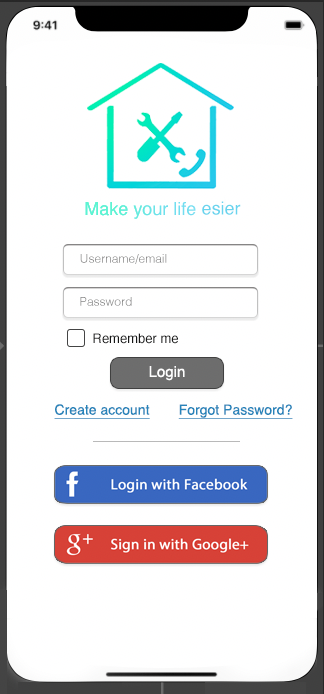 9:41
Make your life esier
Username/email
Password
Remember me
Login
Create account Forgot Password?
f Login with Facebook
g+ Sign in with Google+